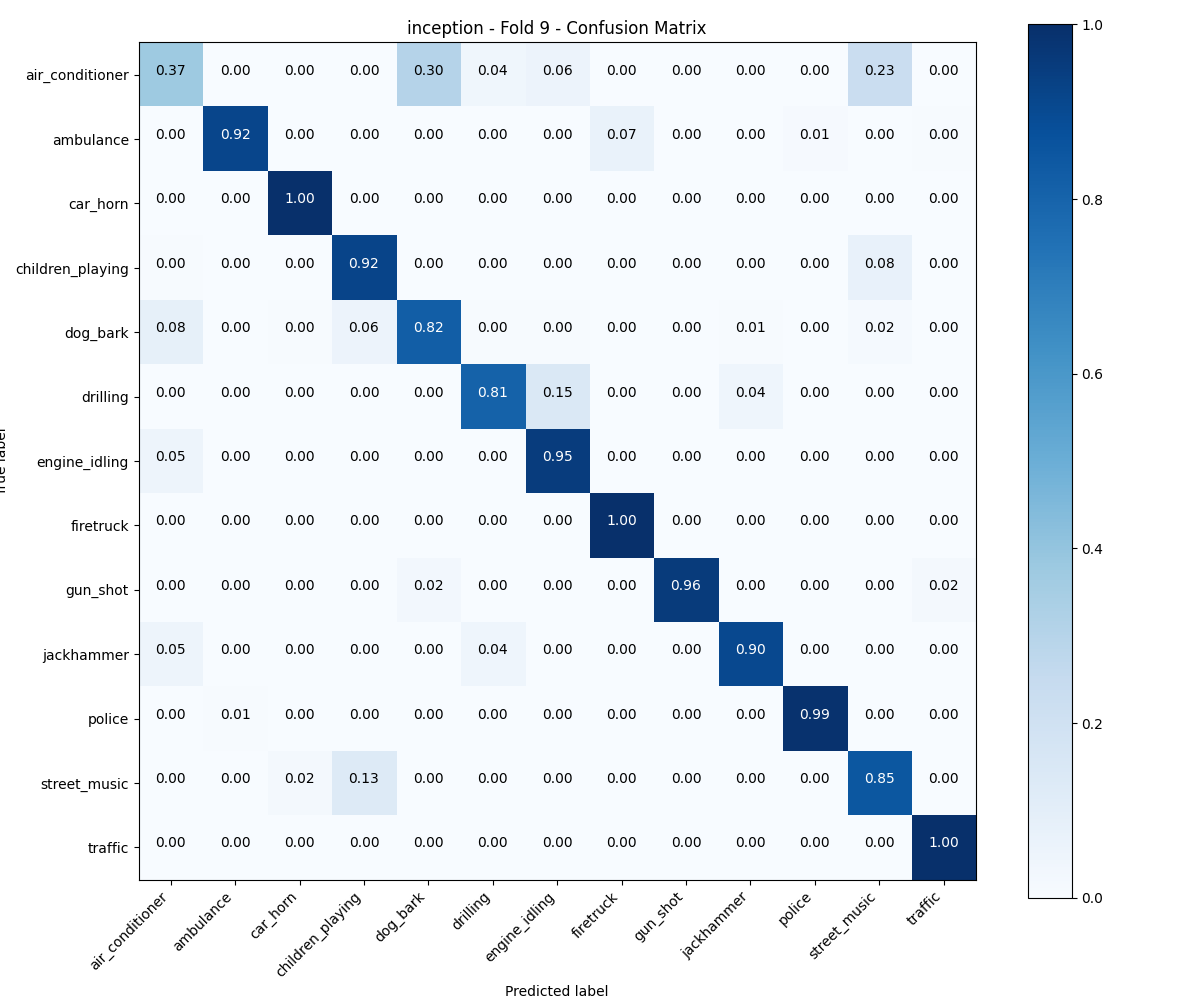 inception - Fold 9 - Confusion Matrix
air_conditioner 0.37 0.00 0.00 0.00 0.30 0.04 0.06 0.00 0.00 0.00 0.00 0.23 0.00
ambulance 0.00 0.92 0.00 0.00 0.00 0.00 0.00 0.07 0.00 0.00 0.01 0.00 0.00
car_horn 0.00 0.00 1.00 0.00 0.00 0.00 0.00 0.00 0.00 0.00 0.00 0.00 0.00
children_playing 0.00 0.00 0.00 0.92 0.00 0.00 0.00 0.00 0.00 0.00 0.00 0.08 0.00
dog_bark 0.08 0.00 0.00 0.06 0.82 0.00 0.00 0.00 0.00 0.01 0.00 0.02 0.00
drilling 0.00 0.00 0.00 0.00 0.00 0.81 0.15 0.00 0.00 0.04 0.00 0.00 0.00
engine_idling 0.05 0.00 0.00 0.00 0.00 0.00 0.95 0.00 0.00 0.00 0.00 0.00 0.00
firetruck 0.00 0.00 0.00 0.00 0.00 0.00 0.00 1.00 0.00 0.00 0.00 0.00 0.00
gun_shot 0.00 0.00 0.00 0.00 0.02 0.00 0.00 0.00 0.96 0.00 0.00 0.00 0.02
jackhammer 0.05 0.00 0.00 0.00 0.00 0.04 0.00 0.00 0.00 0.90 0.00 0.00 0.00
police 0.00 0.01 0.00 0.00 0.00 0.00 0.00 0.00 0.00 0.00 0.99 0.00 0.00
street_music 0.00 0.00 0.02 0.13 0.00 0.00 0.00 0.00 0.00 0.00 0.00 0.85 0.00
traffic 0.00 0.00 0.00 0.00 0.00 0.00 0.00 0.00 0.00 0.00 0.00 0.00 1.00
air_conditioner ambulance car_horn children_playing dog_bark drilling engine_idling firetruck gun_shot jackhammer police street_music traffic
Predicted label
1.0
0.8
0.6
0.4
0.2
0.0